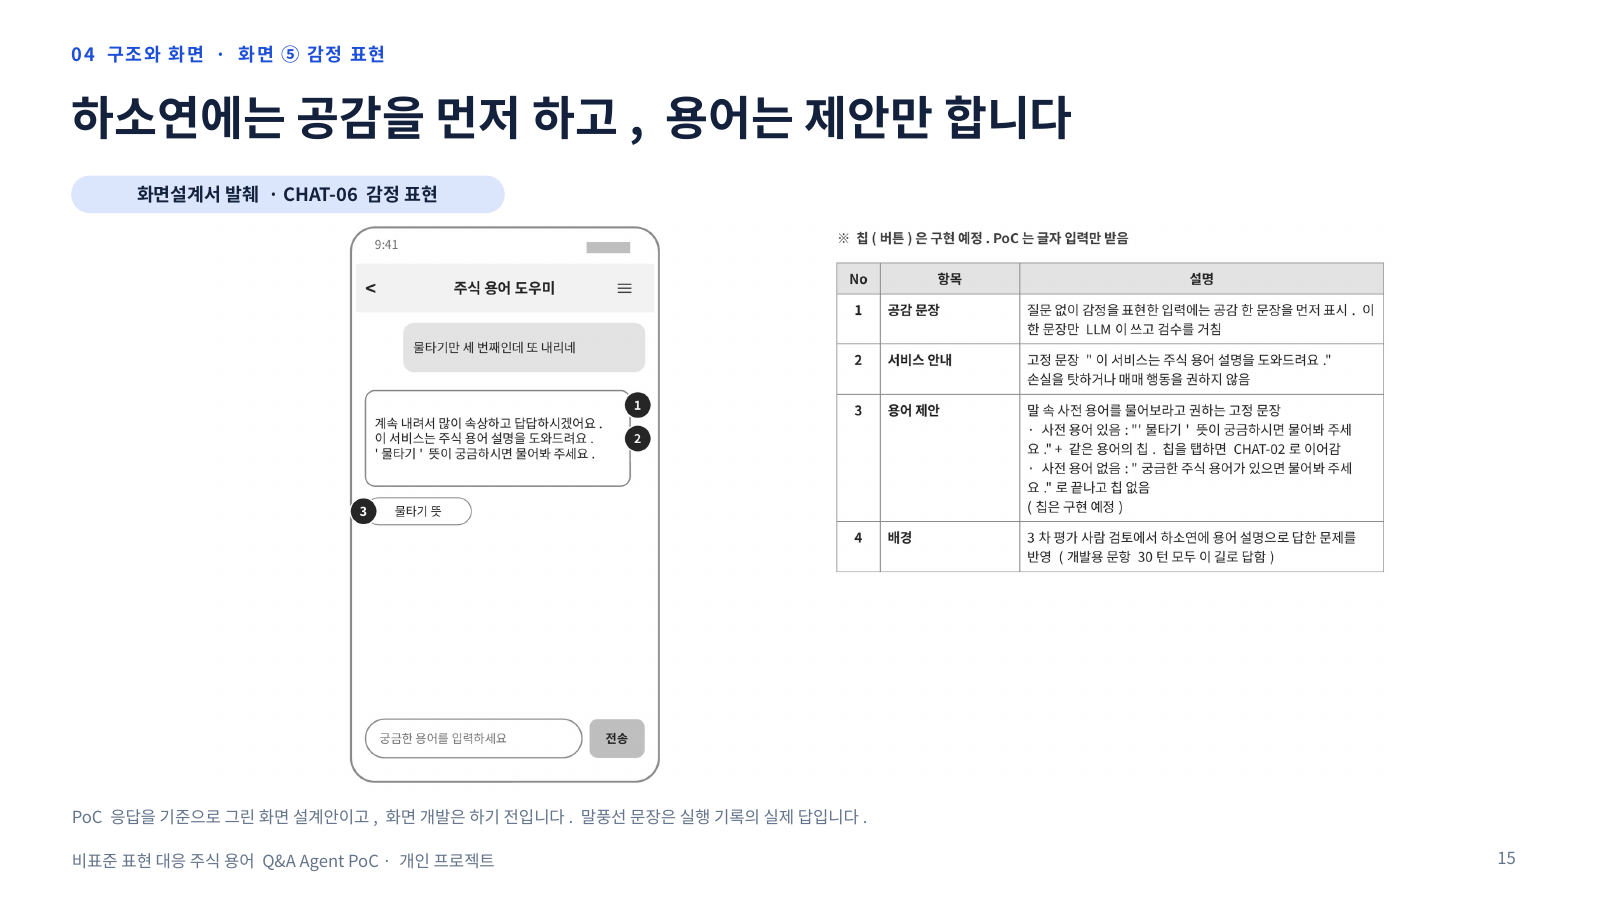 04 구조와 화면 · 화면 ⑤ 감정 표현
하소연에는 공감을 먼저 하고 , 용어는 제안만 합니다
화면설계서 발췌 · CHAT-06 감정 표현
9:41
< 주식 용어 도우미 ≡
물타기만 세 번째인데 또 내리네
계속 내려서 많이 속상하고 답답하시겠어요 .
이 서비스는 주식 용어 설명을 도와드려요 .
' 물타기 ' 뜻이 궁금하시면 물어봐 주세요 .
1
2
3 물타기 뜻
궁금한 용어를 입력하세요 전송
※ 칩 ( 버튼 ) 은 구현 예정 . PoC 는 글자 입력만 받음
No 항목 설명
1 공감 문장 질문 없이 감정을 표현한 입력에는 공감 한 문장을 먼저 표시 . 이
한 문장만 LLM 이 쓰고 검수를 거침
2 서비스 안내 고정 문장 " 이 서비스는 주식 용어 설명을 도와드려요 ."
손실을 탓하거나 매매 행동을 권하지 않음
3 용어 제안 말 속 사전 용어를 물어보라고 권하는 고정 문장
· 사전 용어 있음 : "' 물타기 ' 뜻이 궁금하시면 물어봐 주세
요 ." + 같은 용어의 칩 . 칩을 탭하면 CHAT-02 로 이어감
· 사전 용어 없음 : " 궁금한 주식 용어가 있으면 물어봐 주세
요 ." 로 끝나고 칩 없음
( 칩은 구현 예정 )
4 배경 3 차 평가 사람 검토에서 하소연에 용어 설명으로 답한 문제를
반영 ( 개발용 문항 30 턴 모두 이 길로 답함 )
PoC 응답을 기준으로 그린 화면 설계안이고 , 화면 개발은 하기 전입니다 . 말풍선 문장은 실행 기록의 실제 답입니다 .
비표준 표현 대응 주식 용어 Q&A Agent PoC · 개인 프로젝트
15